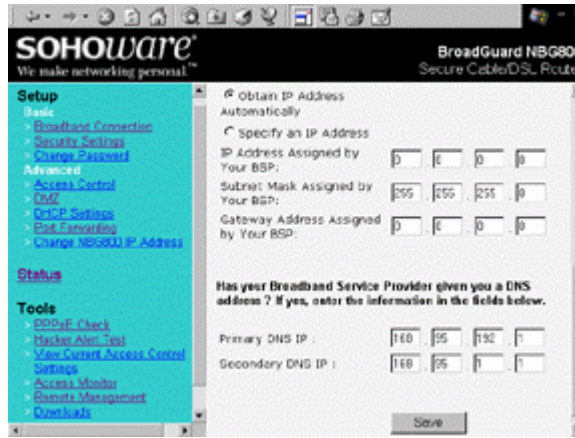 SOHOware
We make networking personal.™
BroadGuard NBG80
Secure Cable/DSL Route
Setup
Basic
> Broadband Connection
> Security Settings
> Change Password
Advanced
> Access Control
> DMZ
> DHCP Settings
> Port Forwarding
> Change NBG800 IP Address
Status
Tools
> PPPoE Check
> Hacker Alert Test
> View Current Access Control
Settings
> Access Monitor
> Remote Management
> Downloads
Obtain IP Address
Automatically
Specify an IP Address
IP Address Assigned by
Your BSP: 0 . 0 . 0 . 0
Subnet Mask Assigned by
Your BSP: 255 . 255 . 255 . 0
Gateway Address Assigned
by Your BSP: 0 . 0 . 0 . 0
Has your Broadband Service Provider given you a DNS
address ? If yes, enter the information in the fields below.
Primary DNS IP : 168 . 95 . 192 . 1
Secondary DNS IP : 168 . 95 . 1 . 1
Save